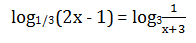 log₁/₃(2x - 1) = log₃ 1/(x+3)